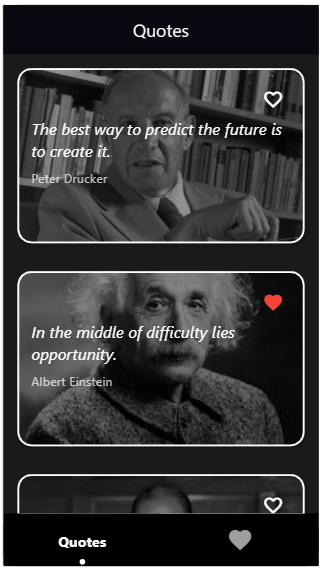 Quotes
The best way to predict the future is
to create it.
Peter Drucker
In the middle of difficulty lies
opportunity.
Albert Einstein
Quotes